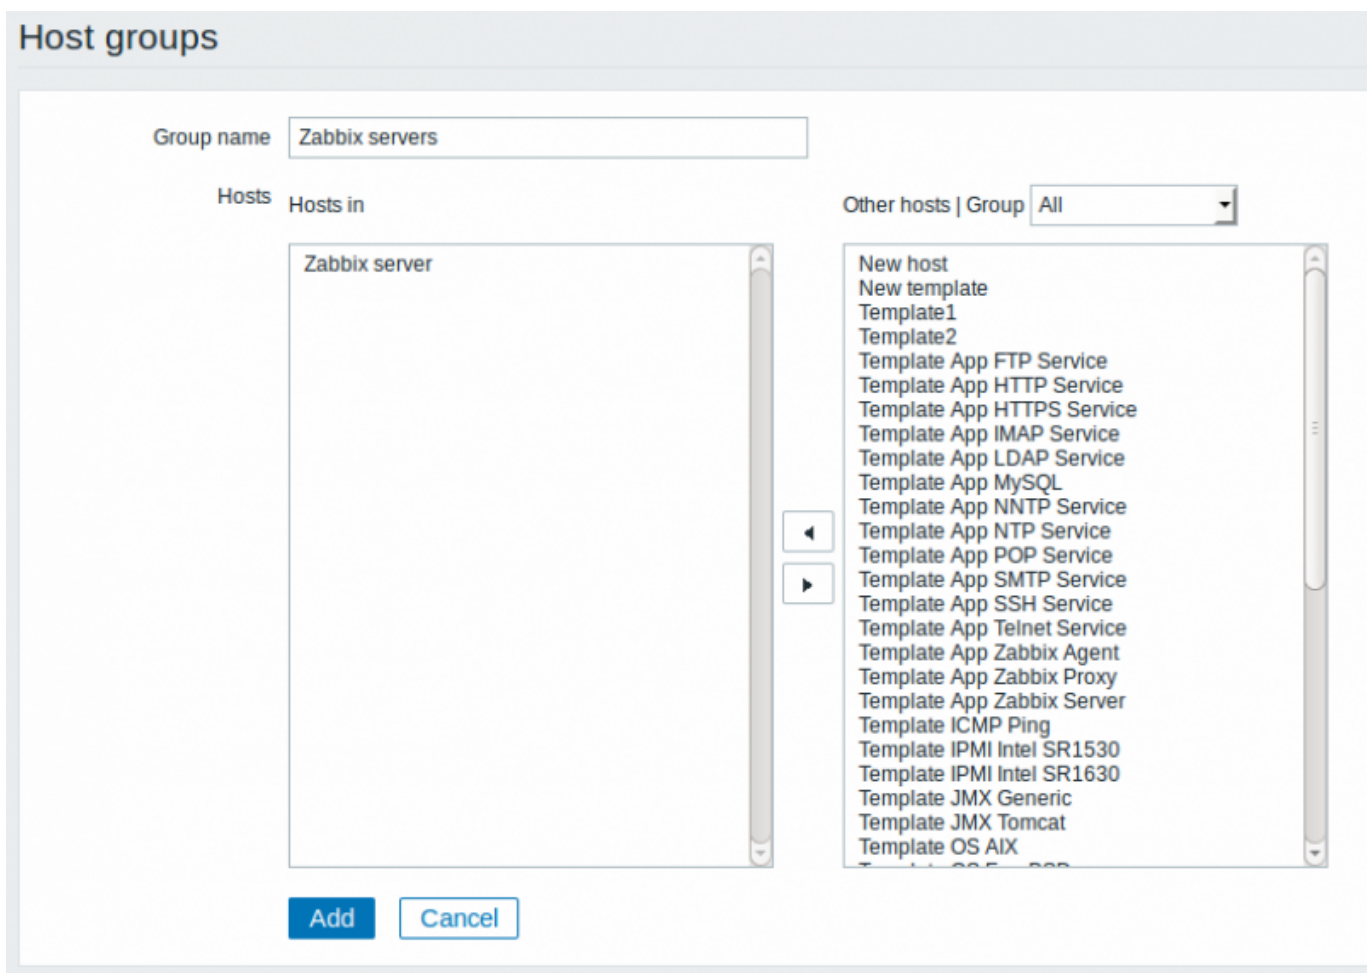 Host groups
Group name Zabbix servers
Hosts Hosts in Other hosts | Group All
Zabbix server
New host
New template
Template1
Template2
Template App FTP Service
Template App HTTP Service
Template App HTTPS Service
Template App IMAP Service
Template App LDAP Service
Template App MySQL
Template App NNTP Service
Template App NTP Service
Template App POP Service
Template App SMTP Service
Template App SSH Service
Template App Telnet Service
Template App Zabbix Agent
Template App Zabbix Proxy
Template App Zabbix Server
Template ICMP Ping
Template IPMI Intel SR1530
Template IPMI Intel SR1630
Template JMX Generic
Template JMX Tomcat
Template OS AIX
Add Cancel